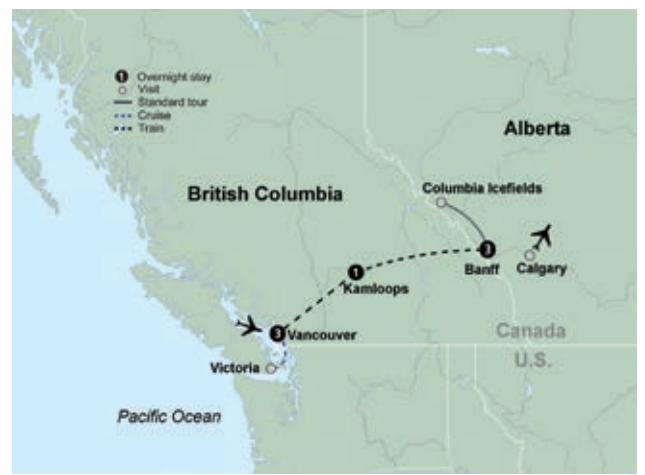 1 Overnight stay
Visit
Standard tour
Cruise
Train
Alberta
British Columbia
Columbia Icefields
3
Banff
Calgary
1
Kamloops
3 Vancouver
Victoria
Canada
U.S.
Pacific Ocean